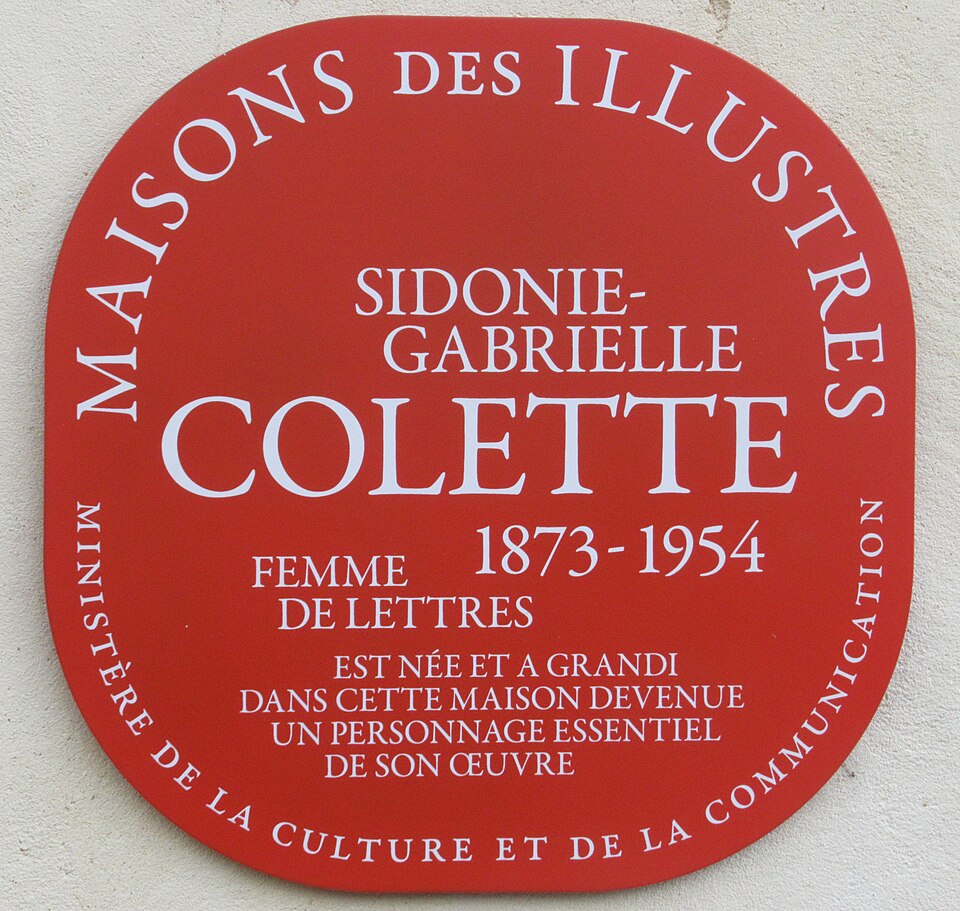 MAISONS DES ILLUSTRES
SIDONIE-
GABRIELLE
COLETTE
1873-1954
FEMME
DE LETTRES
EST NÉE ET A GRANDI
DANS CETTE MAISON DEVENUE
UN PERSONNAGE ESSENTIEL
DE SON ŒUVRE
MINISTÈRE DE LA CULTURE ET DE LA COMMUNICATION